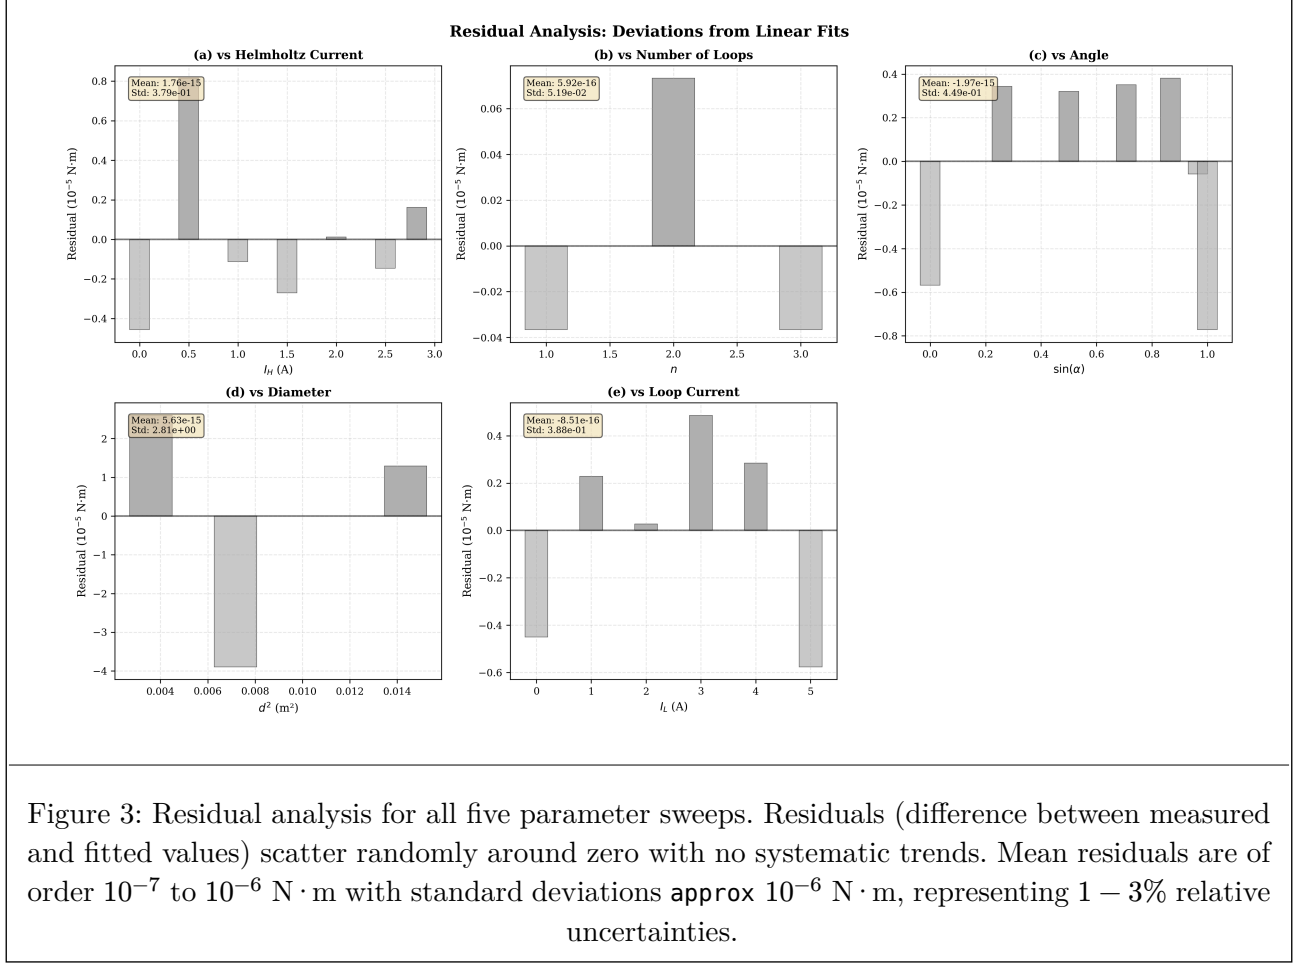 Residual Analysis: Deviations from Linear Fits
(a) vs Helmholtz Current
Mean: 1.76e-15
Std: 3.79e-01
Residual (10⁻⁵ N·m)
0.8
0.6
0.4
0.2
0.0
−0.2
−0.4
0.0 0.5 1.0 1.5 2.0 2.5 3.0
I_H (A)
(b) vs Number of Loops
Mean: 5.92e-16
Std: 5.19e-02
Residual (10⁻⁵ N·m)
0.06
0.04
0.02
0.00
−0.02
−0.04
1.0 1.5 2.0 2.5 3.0
n
(c) vs Angle
Mean: -1.97e-15
Std: 4.49e-01
Residual (10⁻⁵ N·m)
0.4
0.2
0.0
−0.2
−0.4
−0.6
−0.8
0.0 0.2 0.4 0.6 0.8 1.0
sin(α)
(d) vs Diameter
Mean: 5.63e-15
Std: 2.81e+00
Residual (10⁻⁵ N·m)
2
1
0
−1
−2
−3
−4
0.004 0.006 0.008 0.010 0.012 0.014
d² (m²)
(e) vs Loop Current
Mean: -8.51e-16
Std: 3.88e-01
Residual (10⁻⁵ N·m)
0.4
0.2
0.0
−0.2
−0.4
−0.6
0 1 2 3 4 5
I_L (A)
Figure 3: Residual analysis for all five parameter sweeps. Residuals (difference between measured
and fitted values) scatter randomly around zero with no systematic trends. Mean residuals are of
order 10⁻⁷ to 10⁻⁶ N · m with standard deviations approx 10⁻⁶ N · m, representing 1 − 3% relative
uncertainties.